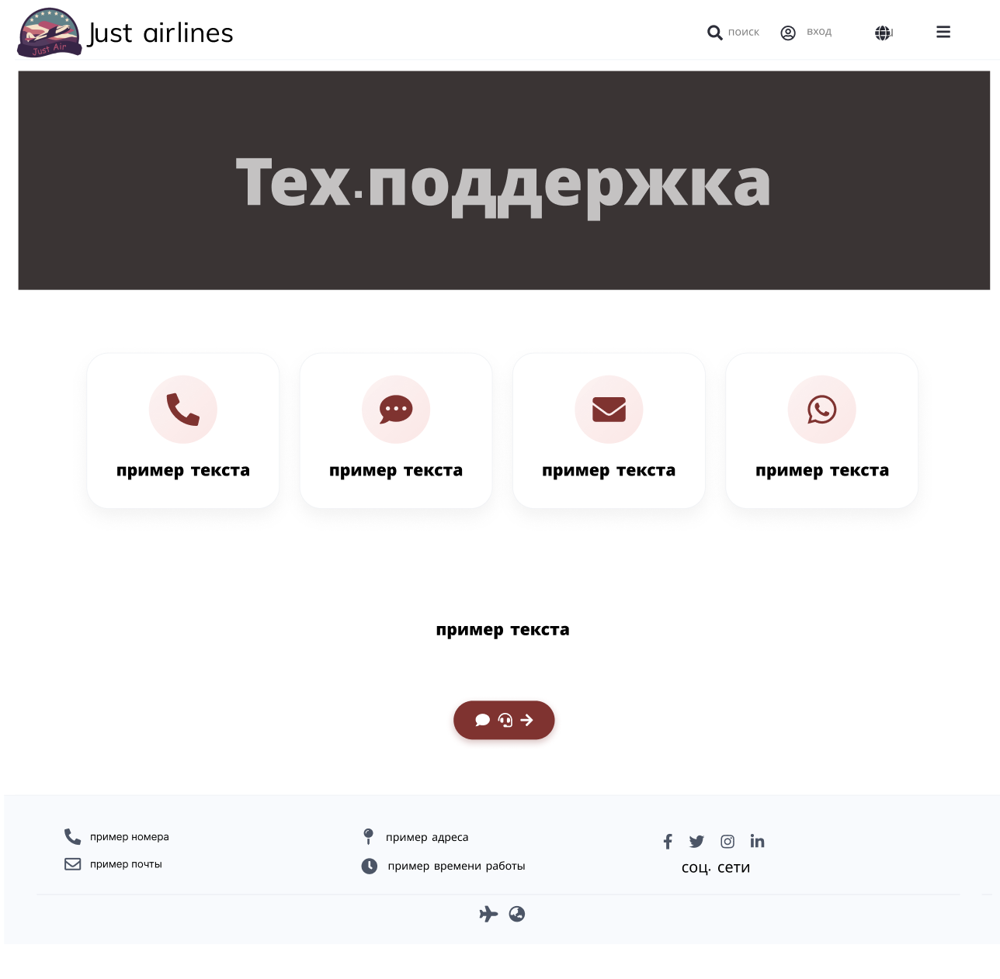 Just Air
Just airlines
поиск
вход
Тех.поддержка
пример текста
пример текста
пример текста
пример текста
пример текста
пример номера
пример почты
пример адреса
пример времени работы
соц. сети